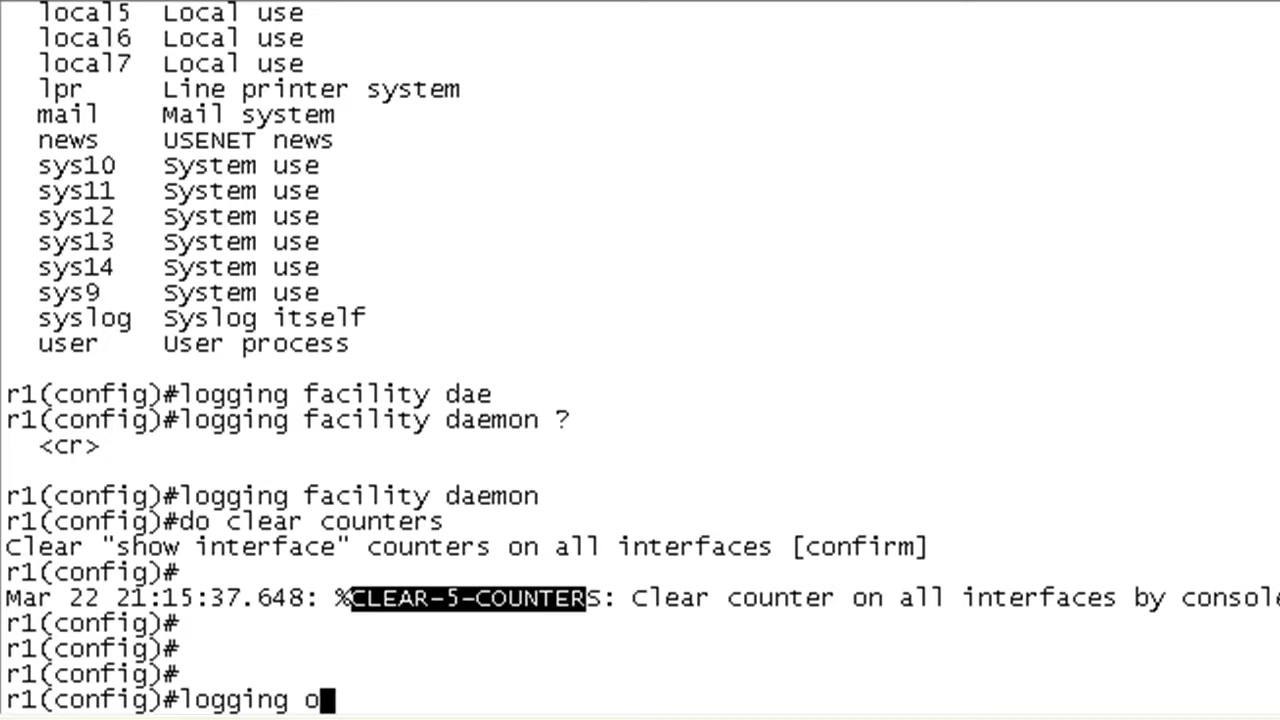 local5  Local use
local6  Local use
local7  Local use
lpr     Line printer system
mail    Mail system
news    USENET news
sys10   System use
sys11   System use
sys12   System use
sys13   System use
sys14   System use
sys9    System use
syslog  Syslog itself
user    User process
r1(config)#logging facility dae
r1(config)#logging facility daemon ?
<cr>
r1(config)#logging facility daemon
r1(config)#do clear counters
Clear "show interface" counters on all interfaces [confirm]
r1(config)#
Mar 22 21:15:37.648: %CLEAR-5-COUNTERS: Clear counter on all interfaces by console
r1(config)#
r1(config)#
r1(config)#
r1(config)#logging o